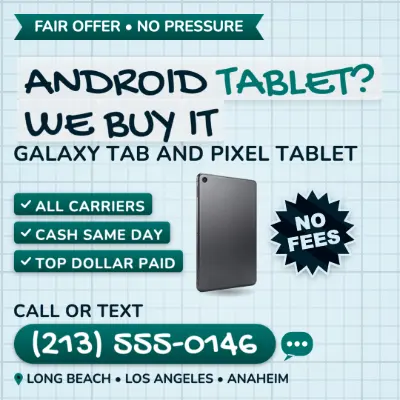 FAIR OFFER • NO PRESSURE
ANDROID TABLET?
WE BUY IT
GALAXY TAB AND PIXEL TABLET
ALL CARRIERS
CASH SAME DAY
TOP DOLLAR PAID
NO
FEES
CALL OR TEXT
(213) 555-0146
LONG BEACH • LOS ANGELES • ANAHEIM